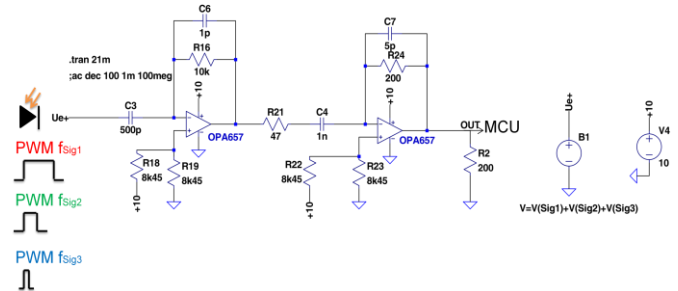 C6
1p
R16
10k
.tran 21m
;ac dec 100 1m 100meg
+10
Ue+
C3
500p
OPA657
R18
8k45
R19
8k45
+10
R21
47
C4
1n
C7
5p
R24
200
+10
OPA657
OUT
MCU
R22
8k45
R23
8k45
+10
R2
200
Ue+
B1
V=V(Sig1)+V(Sig2)+V(Sig3)
+10
V4
10
PWM fSig1
PWM fSig2
PWM fSig3